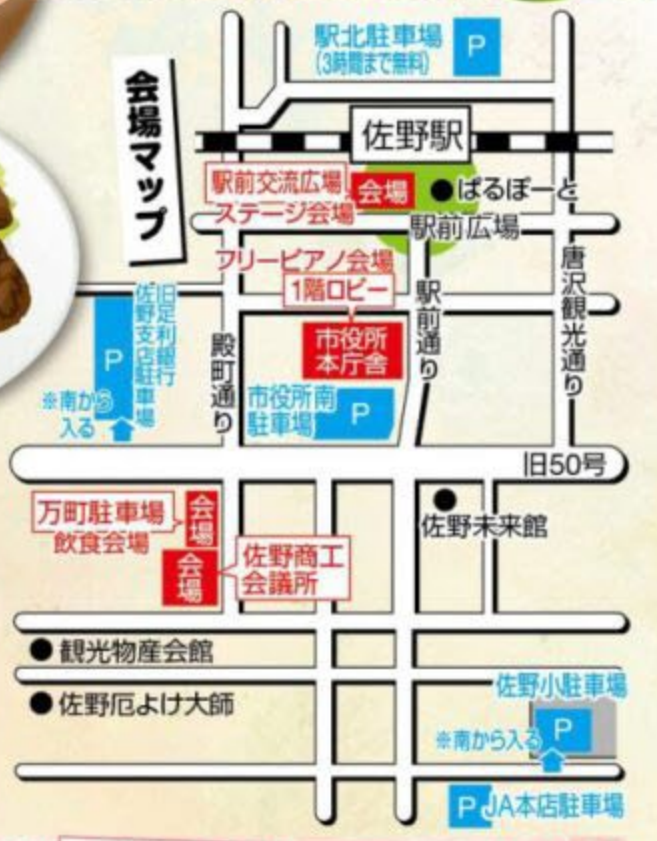 駅北駐車場
(3時間まで無料)
P
会場マップ
佐野駅
駅前交流広場
ステージ会場
会場
ぱるぽーと
駅前広場
フリーピアノ会場
1階ロビー
市役所
本庁舎
駅前通り
唐沢観光通り
殿町通り
旧足利銀行
佐野支店駐車場
P
※南から
入る
市役所南
駐車場
P
旧50号
万町駐車場
飲食会場
会場
会場
佐野商工
会議所
佐野未来館
観光物産会館
佐野厄よけ大師
佐野小駐車場
P
※南から入る
P
JA本店駐車場